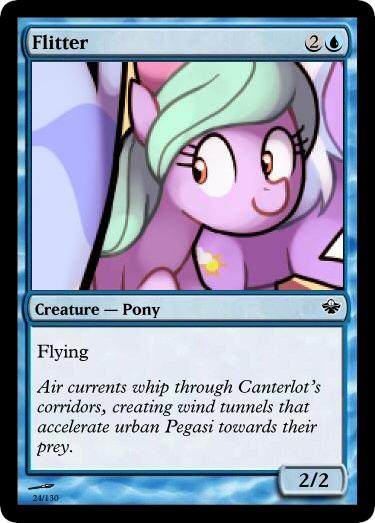 Flitter 2
Creature — Pony
Flying
Air currents whip through Canterlot's
corridors, creating wind tunnels that
accelerate urban Pegasi towards their
prey.
2/2
24/130